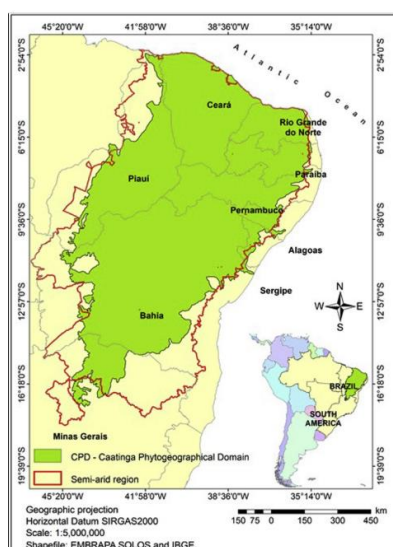 45°20'0"W 41°58'0"W 38°36'0"W 35°14'0"W
2°54'0"S
6°15'0"S
9°36'0"S
12°57'0"S
16°18'0"S
19°39'0"S
Atlantic Ocean
Ceará
Rio Grande
do Norte
Piauí
Paraíba
Pernambuco
Alagoas
Sergipe
Bahia
Minas Gerais
N
W E
S
BRAZIL
SOUTH
AMERICA
CPD - Caatinga Phytogeographical Domain
Semi-arid region
2°54'0"S
6°15'0"S
9°36'0"S
12°57'0"S
16°18'0"S
19°39'0"S
45°20'0"W 41°58'0"W 38°36'0"W 35°14'0"W
Geographic projection
Horizontal Datum SIRGAS2000
Scale: 1:5,000,000
Shapefile: EMBRAPA SOLOS and IBGE
150 75 0 150 300 450 km